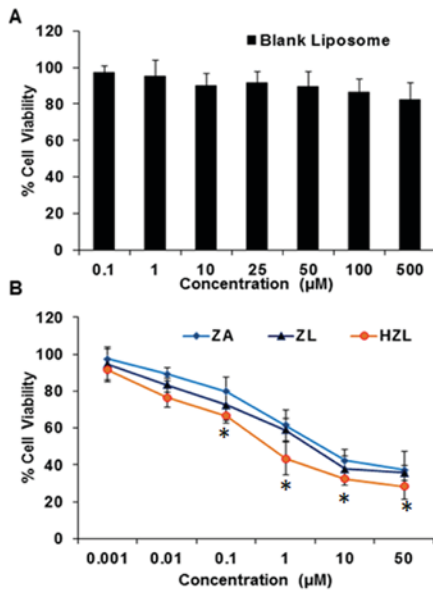 A
Blank Liposome
120
100
80
60
40
20
0
% Cell Viability
0.1 1 10 25 50 100 500
Concentration (µM)
B
ZA ZL HZL
120
100
80
60
40
20
0
% Cell Viability
* * * *
0.001 0.01 0.1 1 10 50
Concentration (µM)